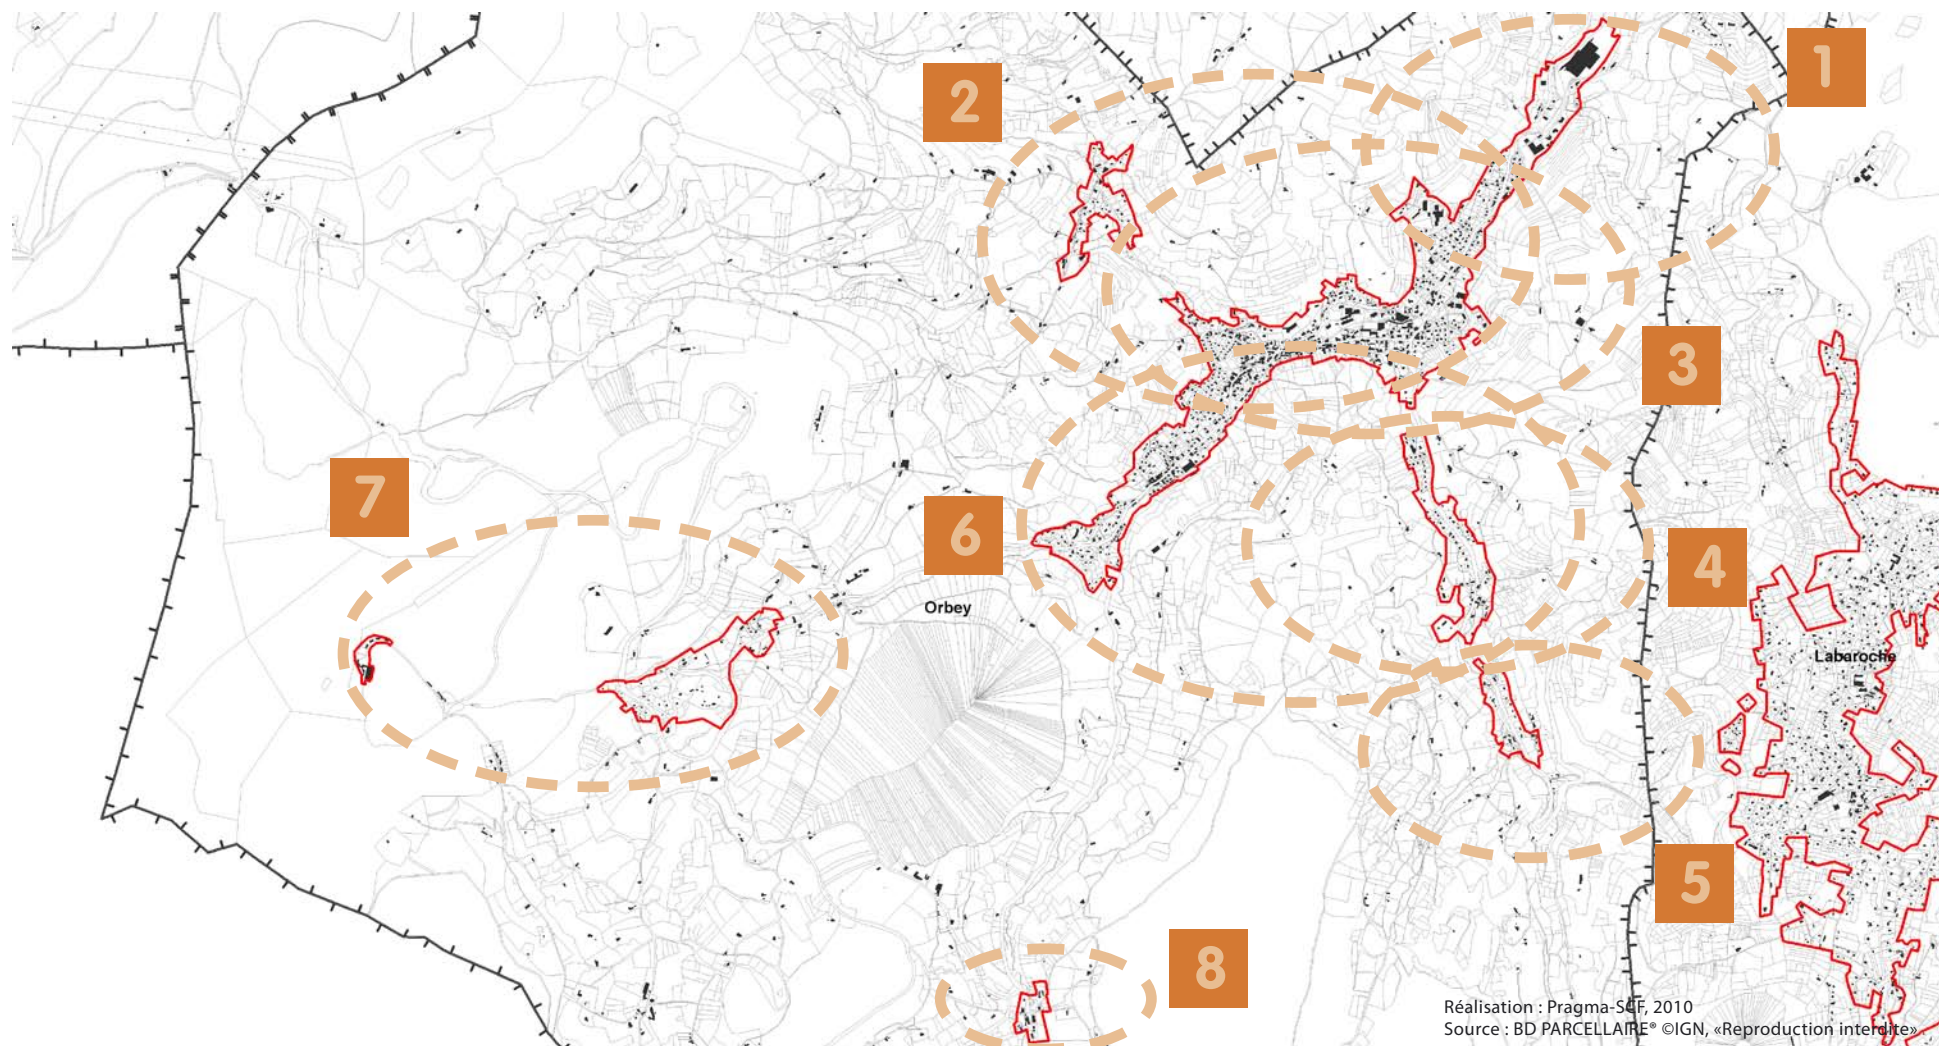 1
2
3
7
6
4
Orbey
Labaroche
5
8
Réalisation : Pragma-SCF, 2010
Source : BD PARCELLAIRE® ©IGN, «Reproduction interdite»